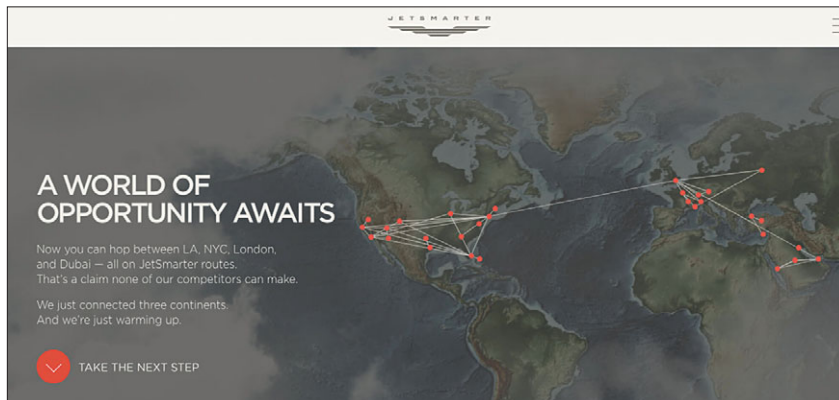 JETSMARTER
A WORLD OF
OPPORTUNITY AWAITS
Now you can hop between LA, NYC, London,
and Dubai — all on JetSmarter routes.
That's a claim none of our competitors can make.
We just connected three continents.
And we're just warming up.
TAKE THE NEXT STEP